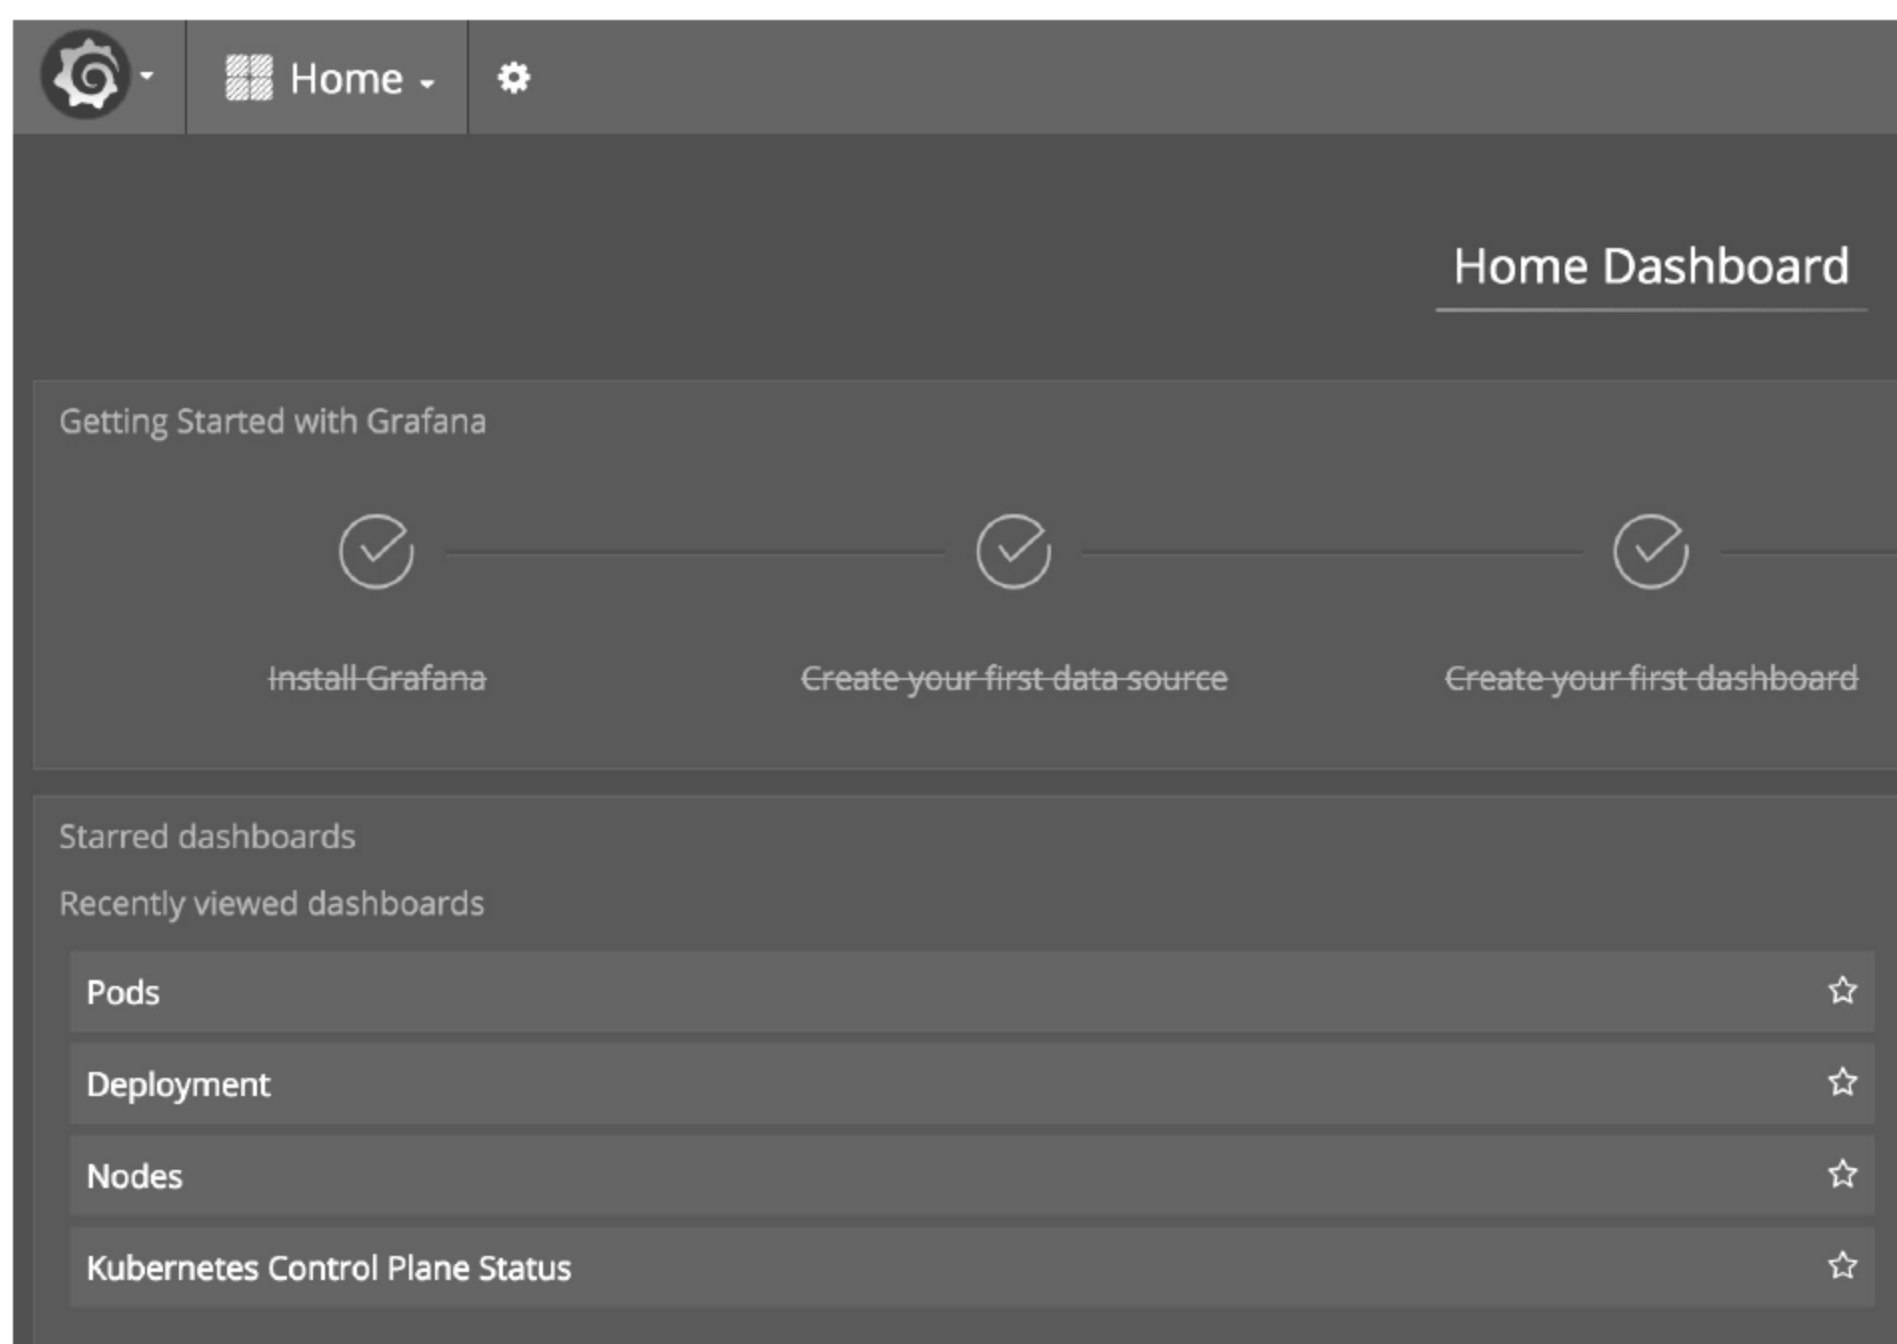 Home
Home Dashboard
Getting Started with Grafana
Install Grafana
Create your first data source
Create your first dashboard
Starred dashboards
Recently viewed dashboards
Pods
Deployment
Nodes
Kubernetes Control Plane Status